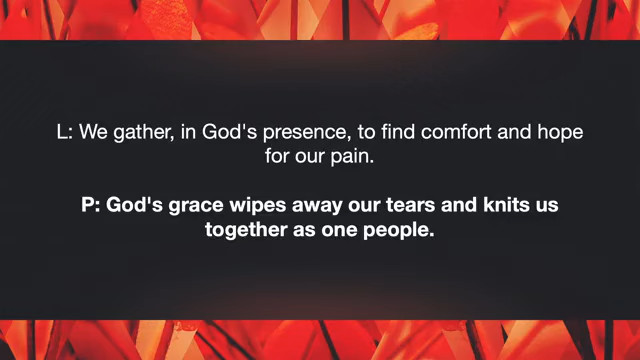 L: We gather, in God's presence, to find comfort and hope
for our pain.
P: God's grace wipes away our tears and knits us
together as one people.